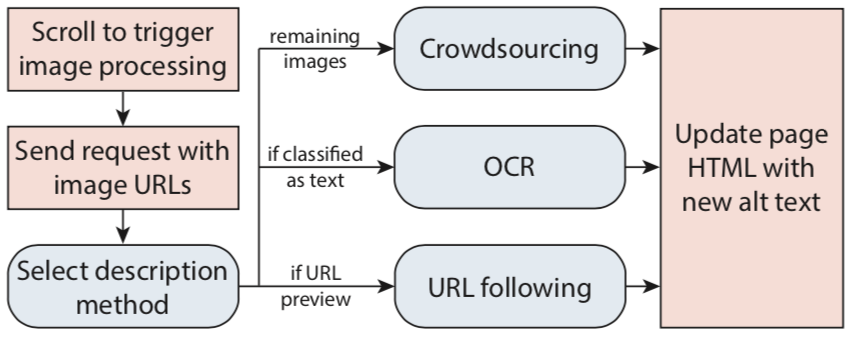 Scroll to trigger
image processing
Send request with
image URLs
Select description
method
remaining
images
Crowdsourcing
if classified
as text
OCR
if URL
preview
URL following
Update page
HTML with
new alt text